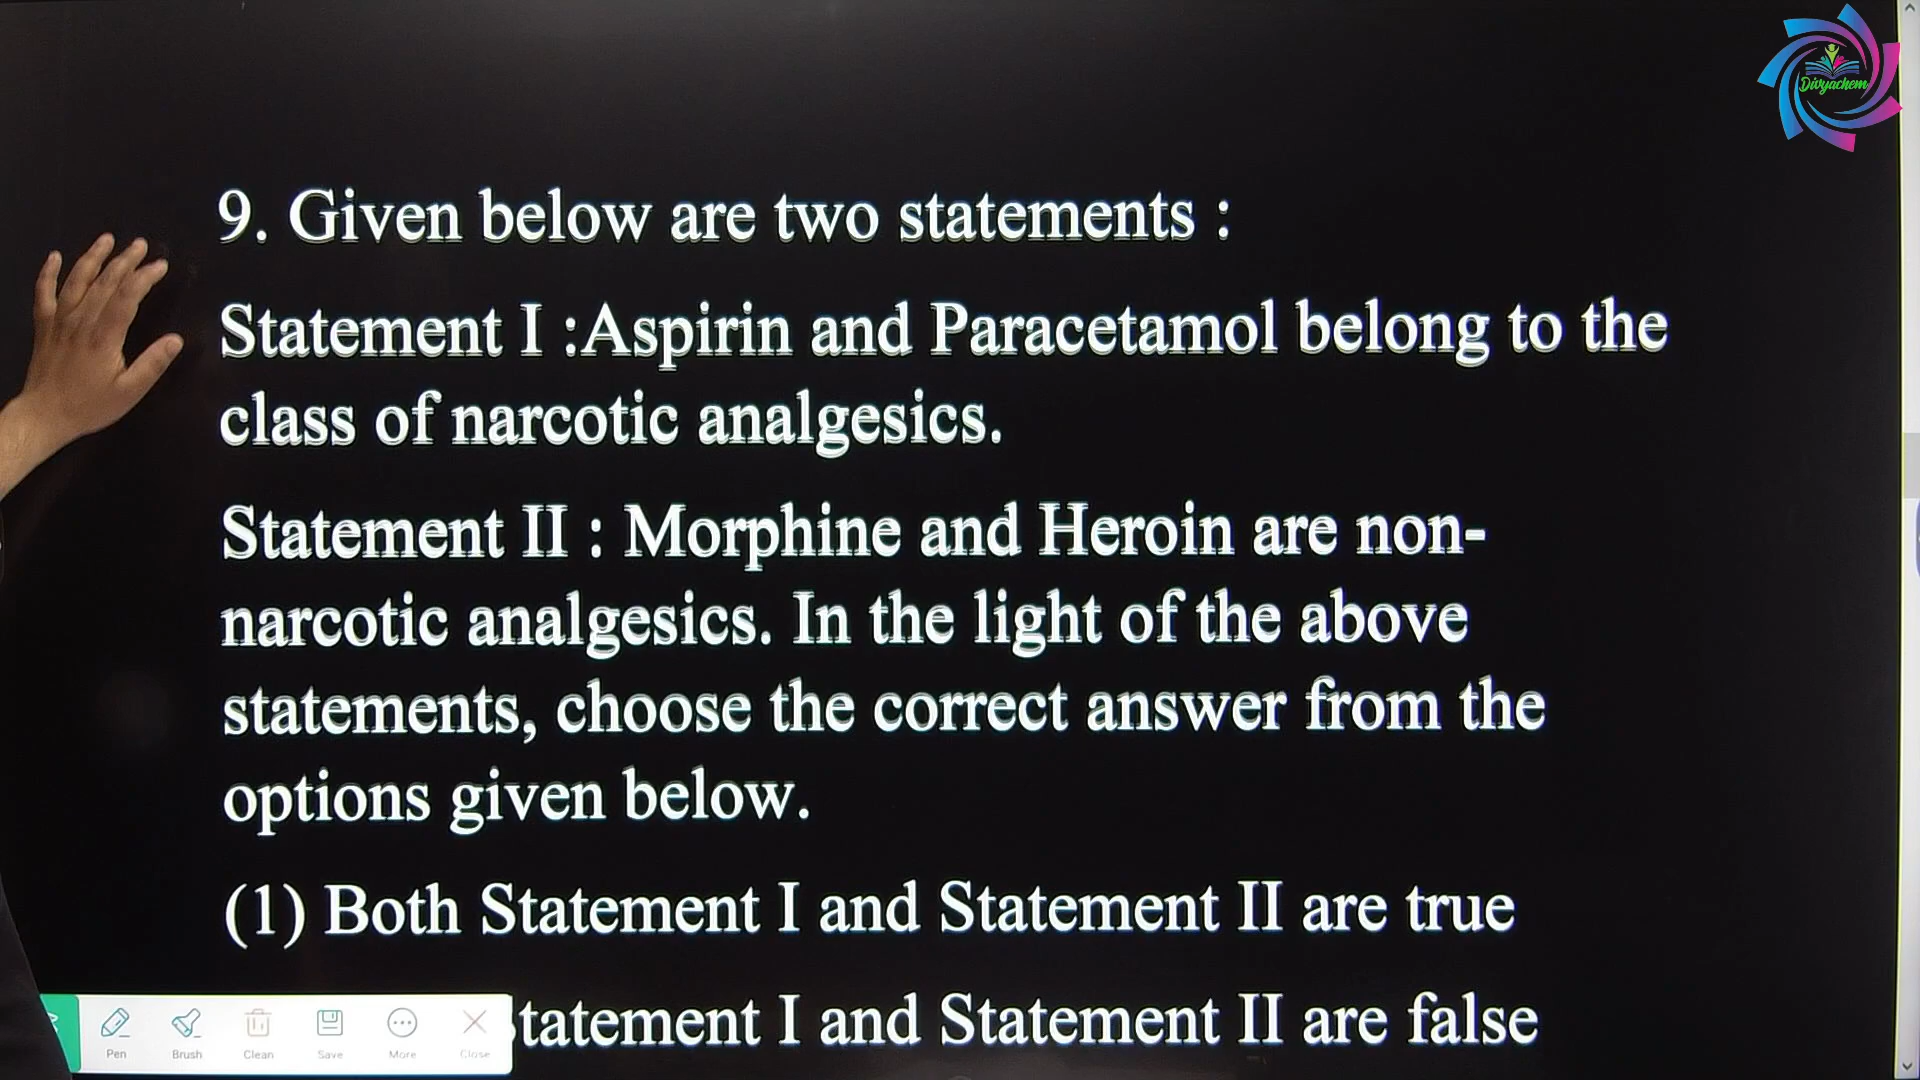 Divyachem
9. Given below are two statements :
Statement I :Aspirin and Paracetamol belong to the
class of narcotic analgesics.
Statement II : Morphine and Heroin are non-
narcotic analgesics. In the light of the above
statements, choose the correct answer from the
options given below.
(1) Both Statement I and Statement II are true
Statement I and Statement II are false
Pen Brush Clean Save More Close